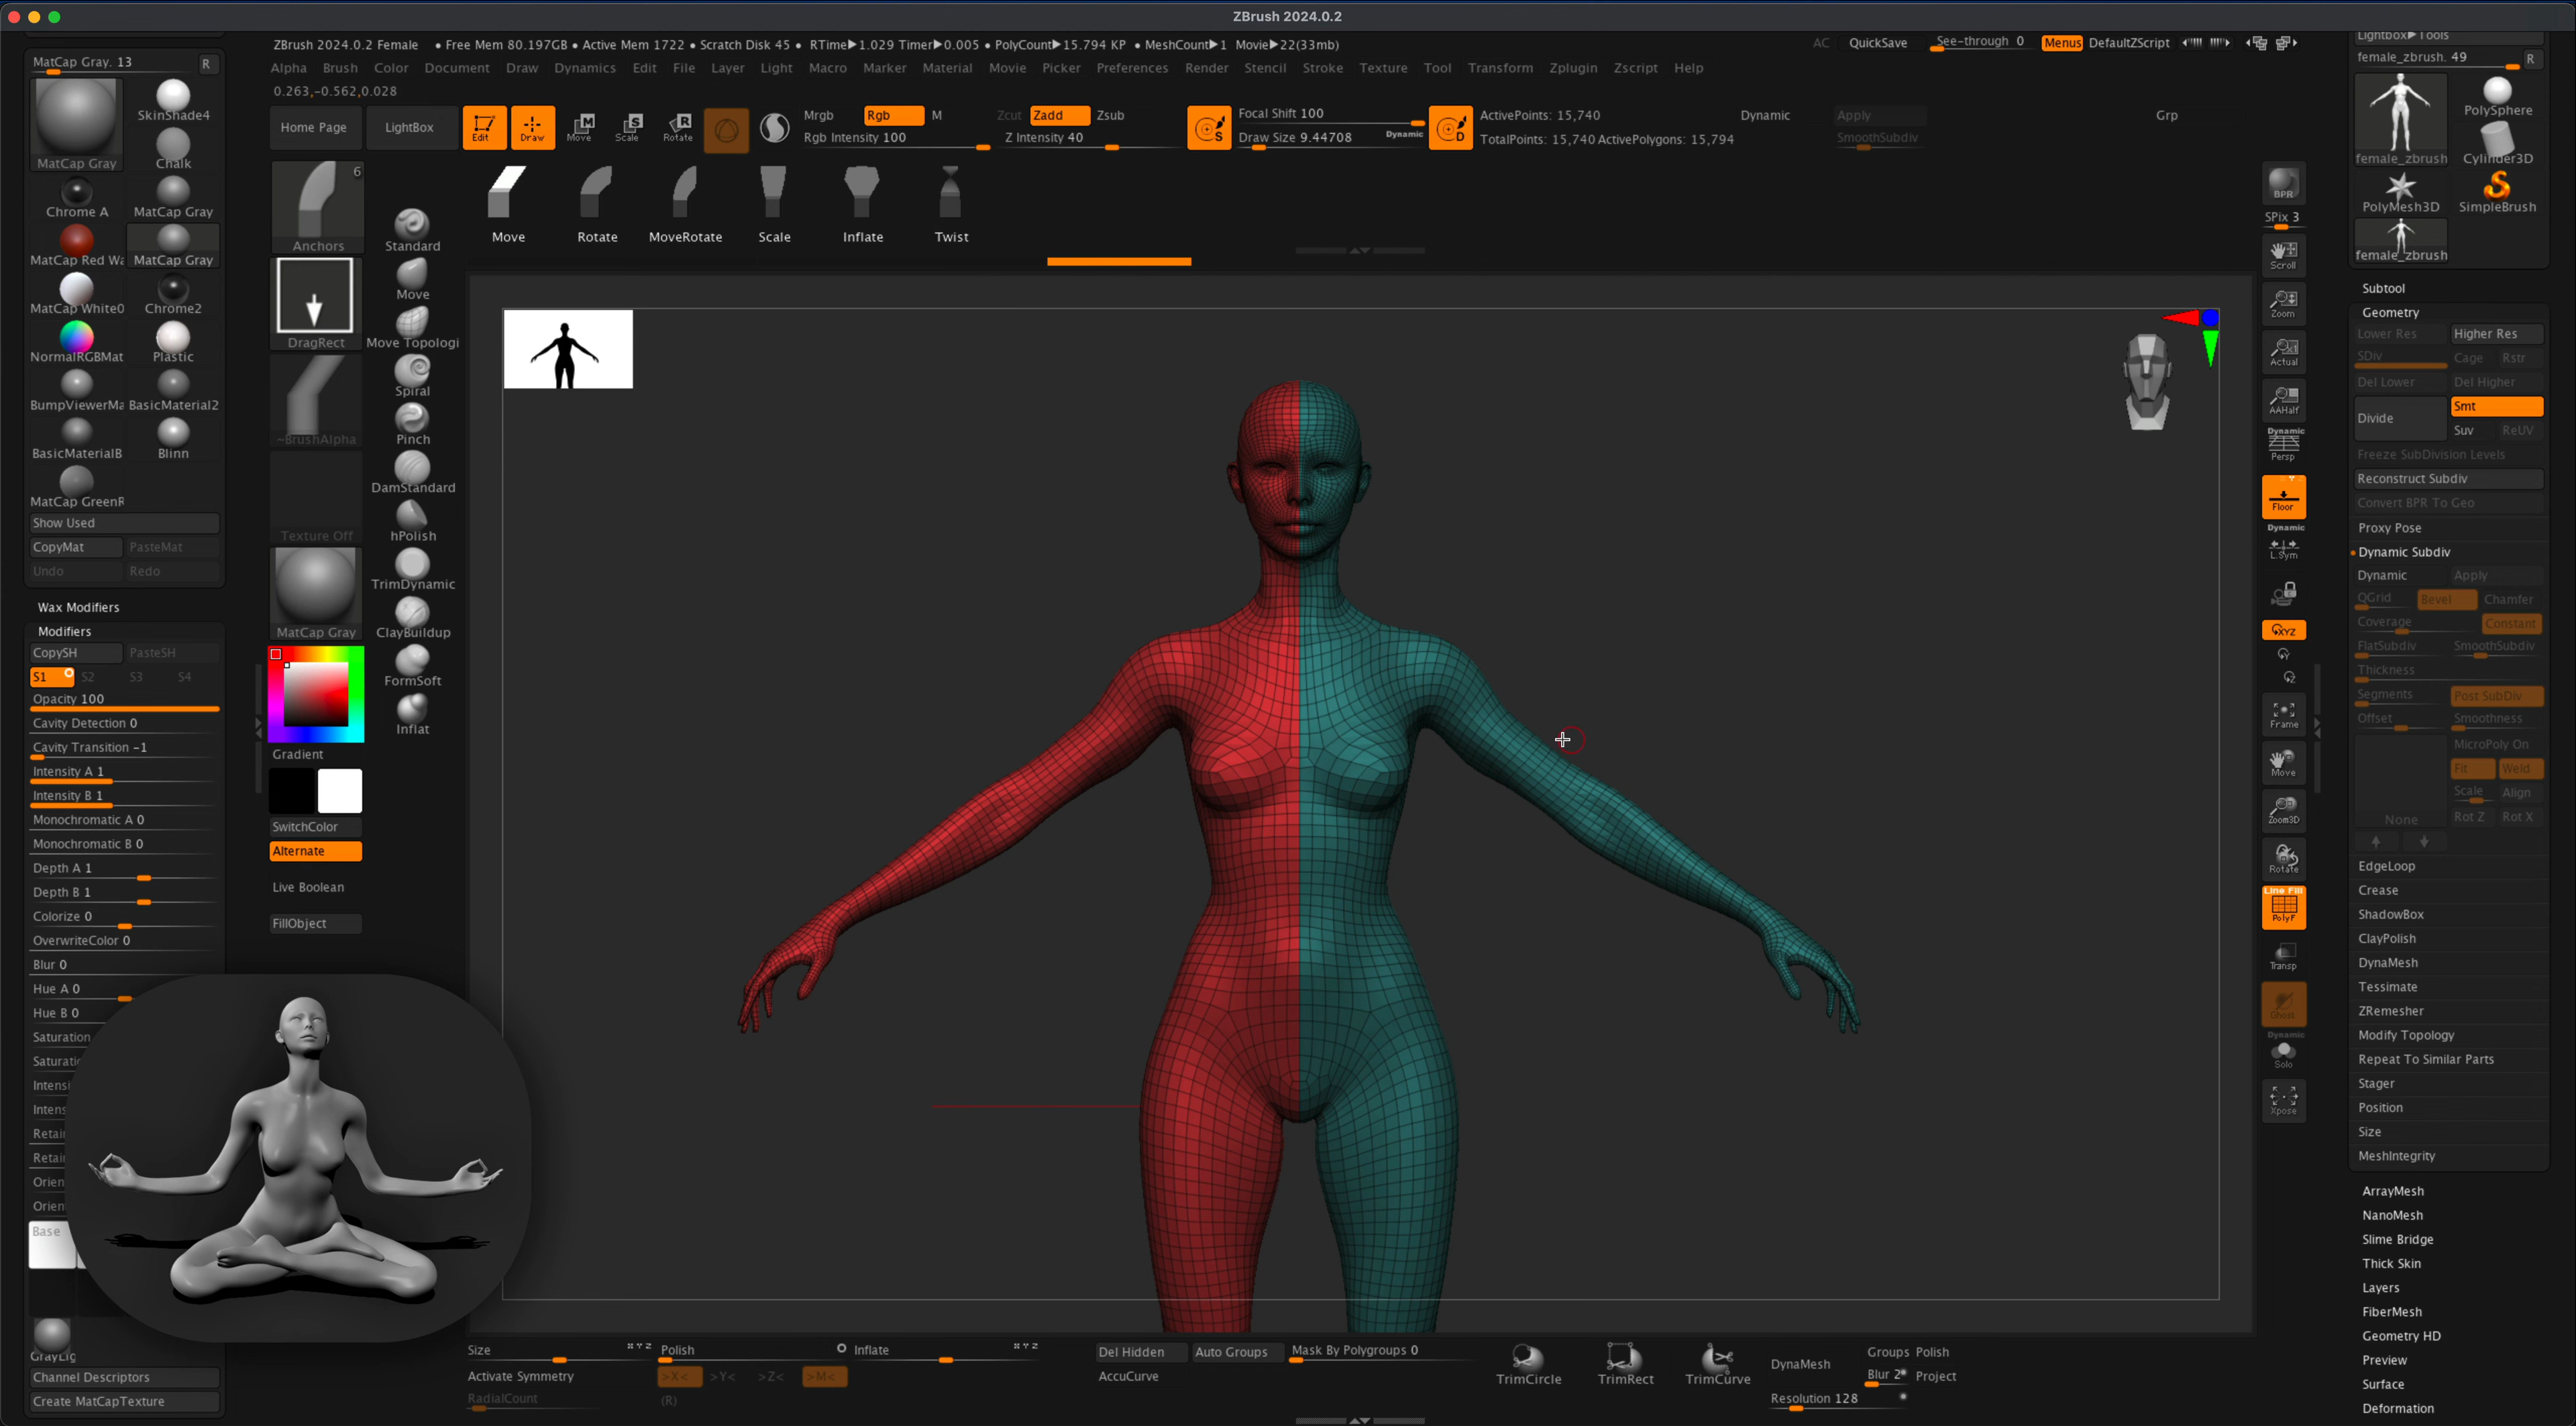 ZBrush 2024.0.2
ZBrush 2024.0.2 Female • Free Mem 80.197GB • Active Mem 1722 • Scratch Disk 45 • RTime▶1.029 Timer▶0.005 • PolyCount▶15.794 KP • MeshCount▶1 Movie▶22(33mb)
AC QuickSave See-through 0 Menus DefaultZScript
Alpha Brush Color Document Draw Dynamics Edit File Layer Light Macro Marker Material Movie Picker Preferences Render Stencil Stroke Texture Tool Transform Zplugin Zscript Help
0.263,-0.562,0.028
MatCap Gray. 13 R
MatCap Gray
SkinShade4
Chalk
Chrome A MatCap Gray
MatCap Red Wa MatCap Gray
MatCap White0 Chrome2
NormalRGBMat Plastic
BumpViewerMa BasicMaterial2
BasicMaterialB Blinn
MatCap GreenR
Show Used
CopyMat PasteMat
Undo Redo
Wax Modifiers
Modifiers
CopySH PasteSH
S1 S2 S3 S4
Opacity 100
Cavity Detection 0
Cavity Transition -1
Intensity A 1
Intensity B 1
Monochromatic A 0
Monochromatic B 0
Depth A 1
Depth B 1
Colorize 0
OverwriteColor 0
Blur 0
Hue A 0
Hue B 0
Saturation
Saturatio
Intensi
Intens
Retai
Retai
Orien
Orien
Base
GrayLig
Channel Descriptors
Create MatCapTexture
Home Page LightBox Edit Draw Move Scale Rotate
M S R
Mrgb Rgb M
Rgb Intensity 100
Zcut Zadd Zsub
Z Intensity 40
S
Focal Shift 100
Draw Size 9.44708 Dynamic
D
ActivePoints: 15,740
TotalPoints: 15,740 ActivePolygons: 15,794
Dynamic Apply
SmoothSubdiv
Grp
6
Anchors
DragRect
~BrushAlpha
Texture Off
MatCap Gray
Gradient
SwitchColor
Alternate
Live Boolean
FillObject
Standard
Move
Move Topologi
Spiral
Pinch
DamStandard
hPolish
TrimDynamic
ClayBuildup
FormSoft
Inflat
Move Rotate MoveRotate Scale Inflate Twist
BPR
SPix 3
Scroll
Zoom
Actual
AAHalf
Dynamic
Persp
Floor
Dynamic
L.Sym
XYZ
Y
Z
Frame
Move
Zoom3D
Rotate
Line Fill
PolyF
Transp
Ghost
Dynamic
Solo
Xpose
Lightbox▶Tools
female_zbrush. 49 R
female_zbrush
PolySphere
Cylinder3D
PolyMesh3D SimpleBrush
female_zbrush
Subtool
Geometry
Lower Res Higher Res
SDiv Cage Rstr
Del Lower Del Higher
Divide Smt
Suv ReUV
Freeze SubDivision Levels
Reconstruct Subdiv
Convert BPR To Geo
Proxy Pose
Dynamic Subdiv
Dynamic Apply
QGrid Bevel Chamfer
Coverage Constant
FlatSubdiv SmoothSubdiv
Thickness
Segments Post SubDiv
Offset Smoothness
MicroPoly On
Fit Weld
Scale Align
None Rot Z Rot X
EdgeLoop
Crease
ShadowBox
ClayPolish
DynaMesh
Tessimate
ZRemesher
Modify Topology
Repeat To Similar Parts
Stager
Position
Size
MeshIntegrity
ArrayMesh
NanoMesh
Slime Bridge
Thick Skin
Layers
FiberMesh
Geometry HD
Preview
Surface
Deformation
Size X Y Z Polish Inflate X Y Z
Activate Symmetry >X< >Y< >Z< >M<
RadialCount (R)
Del Hidden Auto Groups Mask By Polygroups 0
AccuCurve
TrimCircle TrimRect TrimCurve
DynaMesh
Groups Polish
Blur 2 Project
Resolution 128